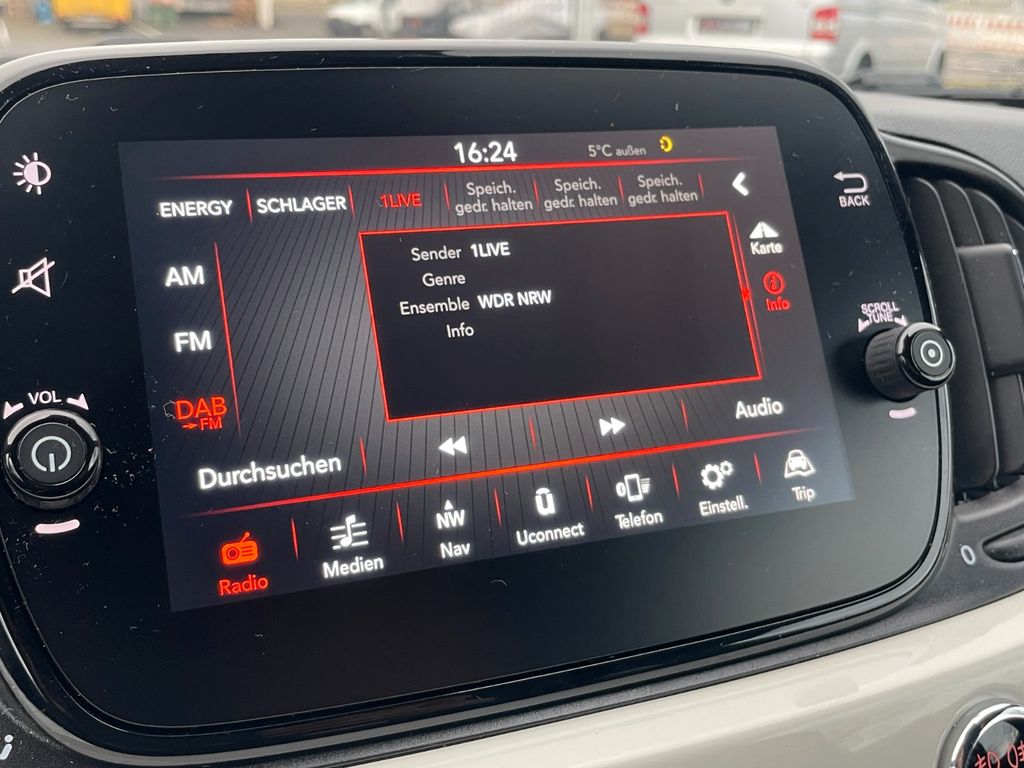 16:24
5°C außen
ENERGY
SCHLAGER
1LIVE
Speich.
gedr. halten
Speich.
gedr. halten
Speich.
gedr. halten
BACK
AM
FM
DAB
→FM
Sender 1LIVE
Genre
Ensemble WDR NRW
Info
Karte
Info
SCROLL
TUNE
VOL
Durchsuchen
Audio
Radio
Medien
NW
Nav
Uconnect
Telefon
Einstell.
Trip
0